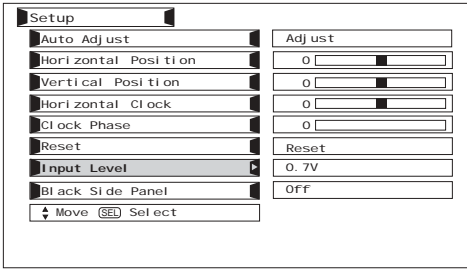 Setup
Auto Adjust Adjust
Horizontal Position 0
Vertical Position 0
Horizontal Clock 0
Clock Phase 0
Reset Reset
Input Level 0.7V
Black Side Panel Off
Move SEL Select